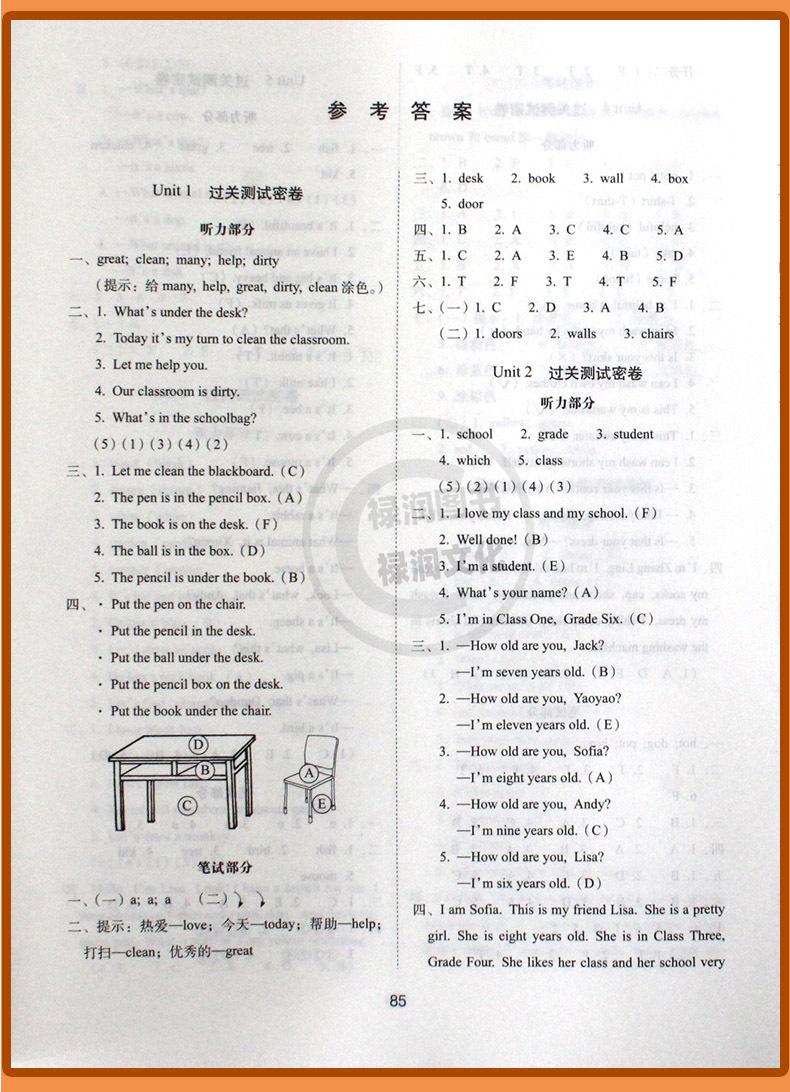 参 考 答 案
Unit 1 过关测试密卷
听力部分
一、great; clean; many; help; dirty
(提示：给 many, help, great, dirty, clean 涂色。)
二、1. What's under the desk?
2. Today it's my turn to clean the classroom.
3. Let me help you.
4. Our classroom is dirty.
5. What's in the schoolbag?
(5) (1) (3) (4) (2)
三、1. Let me clean the blackboard. (C)
2. The pen is in the pencil box. (A)
3. The book is on the desk. (F)
4. The ball is in the box. (D)
5. The pencil is under the book. (B)
四、· Put the pen on the chair.
· Put the pencil in the desk.
· Put the ball under the desk.
· Put the pencil box on the desk.
· Put the book under the chair.
D
B
A
C
E
笔试部分
一、(一) a; a; a (二)
二、提示：热爱—love；今天—today；帮助—help；
打扫—clean；优秀的—great
三、1. desk 2. book 3. wall 4. box
5. door
四、1. B 2. A 3. C 4. C 5. A
五、1. C 2. A 3. E 4. B 5. D
六、1. T 2. F 3. T 4. T 5. F
七、(一) 1. C 2. D 3. A 4. B
(二) 1. doors 2. walls 3. chairs
Unit 2 过关测试密卷
听力部分
一、1. school 2. grade 3. student
4. which 5. class
(5) (2) (1) (4) (3)
二、1. I love my class and my school. (F)
2. Well done! (B)
3. I'm a student. (E)
4. What's your name? (A)
5. I'm in Class One, Grade Six. (C)
三、1. —How old are you, Jack?
—I'm seven years old. (B)
2. —How old are you, Yaoyao?
—I'm eleven years old. (E)
3. —How old are you, Sofia?
—I'm eight years old. (A)
4. —How old are you, Andy?
—I'm nine years old. (C)
5. —How old are you, Lisa?
—I'm six years old. (D)
四、I am Sofia. This is my friend Lisa. She is a pretty
girl. She is eight years old. She is in Class Three,
Grade Four. She likes her class and her school very
85
禄润图书
禄润文化